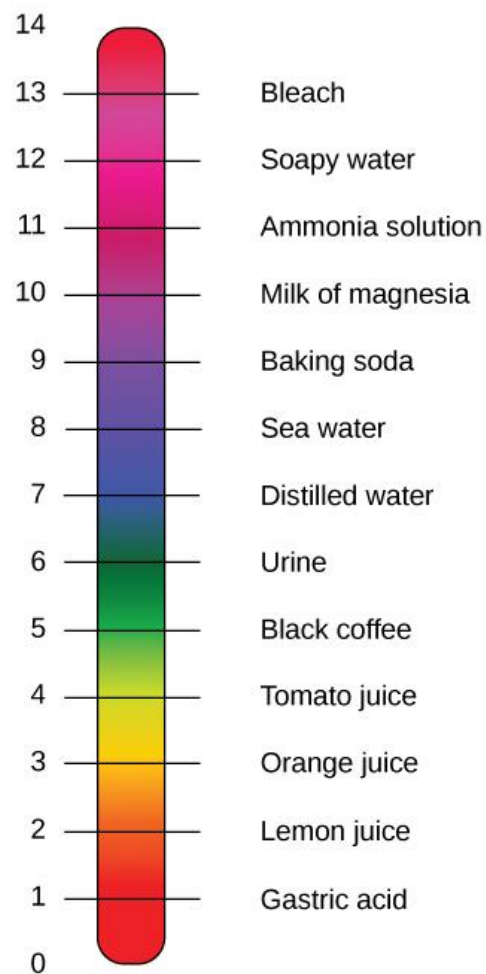 14
13 Bleach
12 Soapy water
11 Ammonia solution
10 Milk of magnesia
9 Baking soda
8 Sea water
7 Distilled water
6 Urine
5 Black coffee
4 Tomato juice
3 Orange juice
2 Lemon juice
1 Gastric acid
0